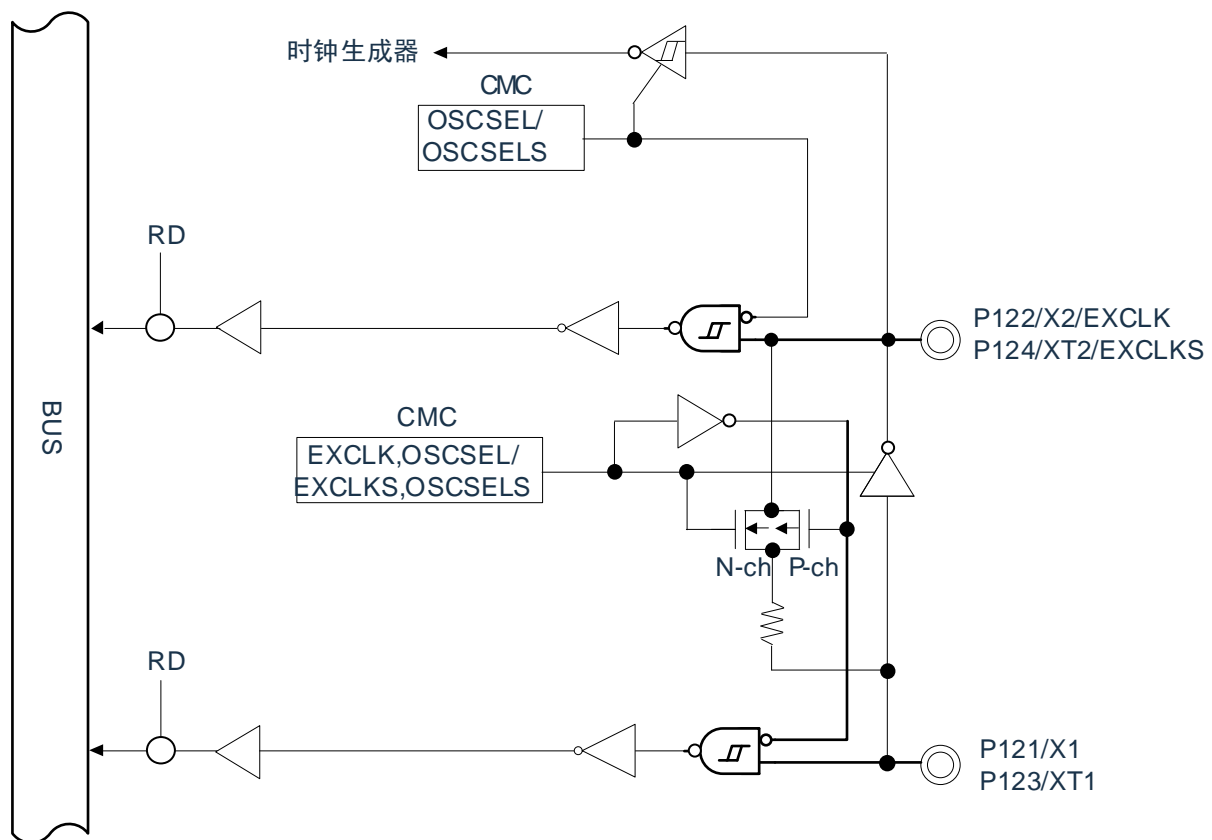 时钟生成器
CMC
OSCSEL/
OSCSELS
RD
P122/X2/EXCLK
P124/XT2/EXCLKS
BUS
CMC
EXCLK,OSCSEL/
EXCLKS,OSCSELS
N-ch P-ch
RD
P121/X1
P123/XT1